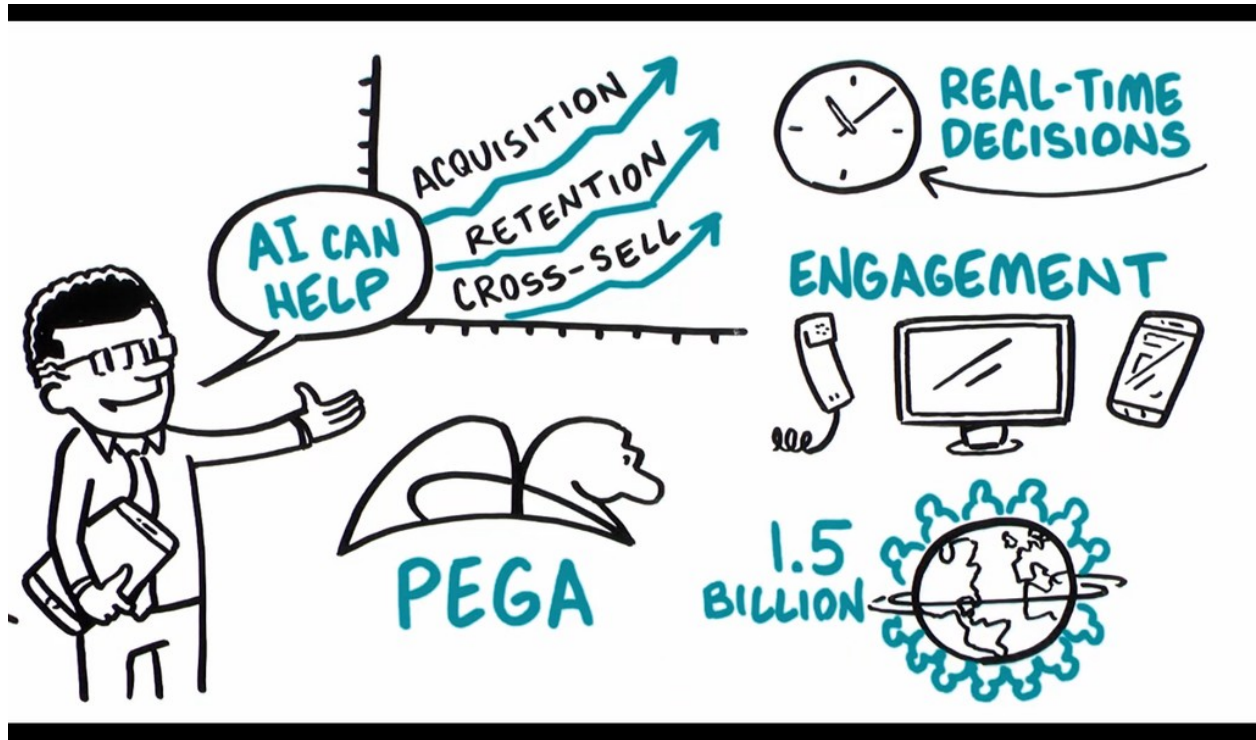 AI CAN
HELP
ACQUISITION
RETENTION
CROSS-SELL
REAL-TIME
DECISIONS
ENGAGEMENT
PEGA
1.5
BILLION